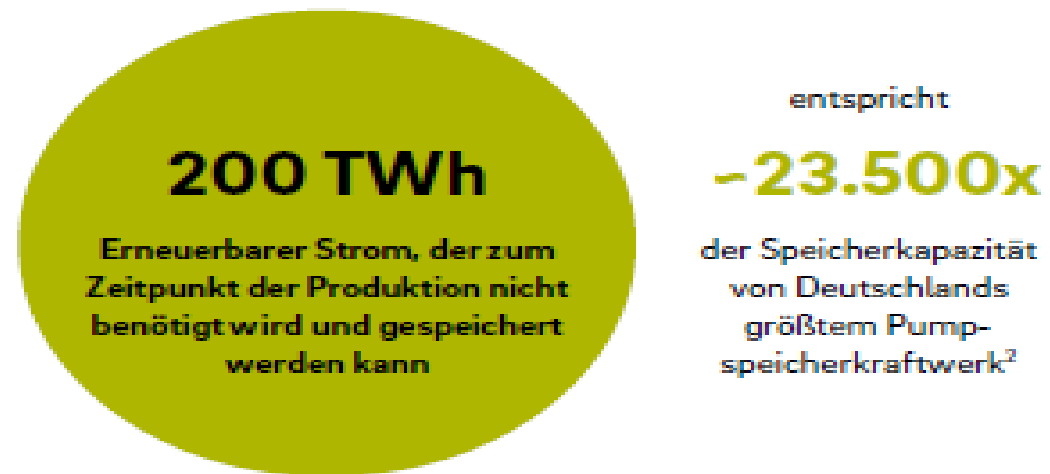 200 TWh
Erneuerbarer Strom, der zum
Zeitpunkt der Produktion nicht
benötigt wird und gespeichert
werden kann
entspricht
~23.500x
der Speicherkapazität
von Deutschlands
größtem Pump-
speicherkraftwerk²